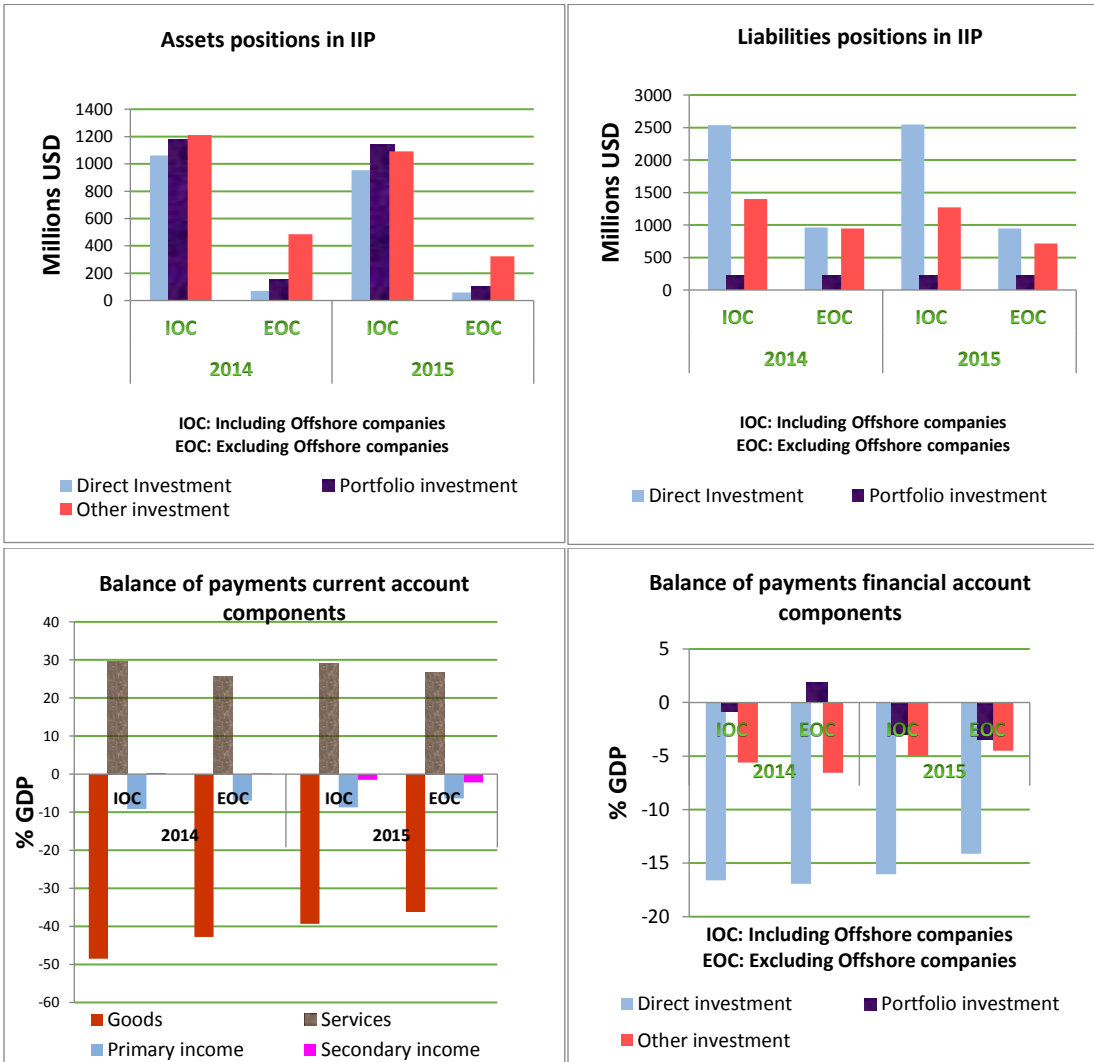 Assets positions in IIP
Millions USD
1400
1200
1000
800
600
400
200
0
IOC EOC IOC EOC
2014 2015
IOC: Including Offshore companies
EOC: Excluding Offshore companies
Direct Investment Portfolio investment
Other investment
Liabilities positions in IIP
Millions USD
3000
2500
2000
1500
1000
500
0
IOC EOC IOC EOC
2014 2015
IOC: Including Offshore companies
EOC: Excluding Offshore companies
Direct Investment Portfolio investment
Balance of payments current account
components
% GDP
40
30
20
10
0
-10
-20
-30
-40
-50
-60
IOC EOC IOC EOC
2014 2015
Goods Services
Primary income Secondary income
Balance of payments financial account
components
% GDP
5
0
-5
-10
-15
-20
IOC EOC IOC EOC
2014 2015
IOC: Including Offshore companies
EOC: Excluding Offshore companies
Direct investment Portfolio investment
Other investment